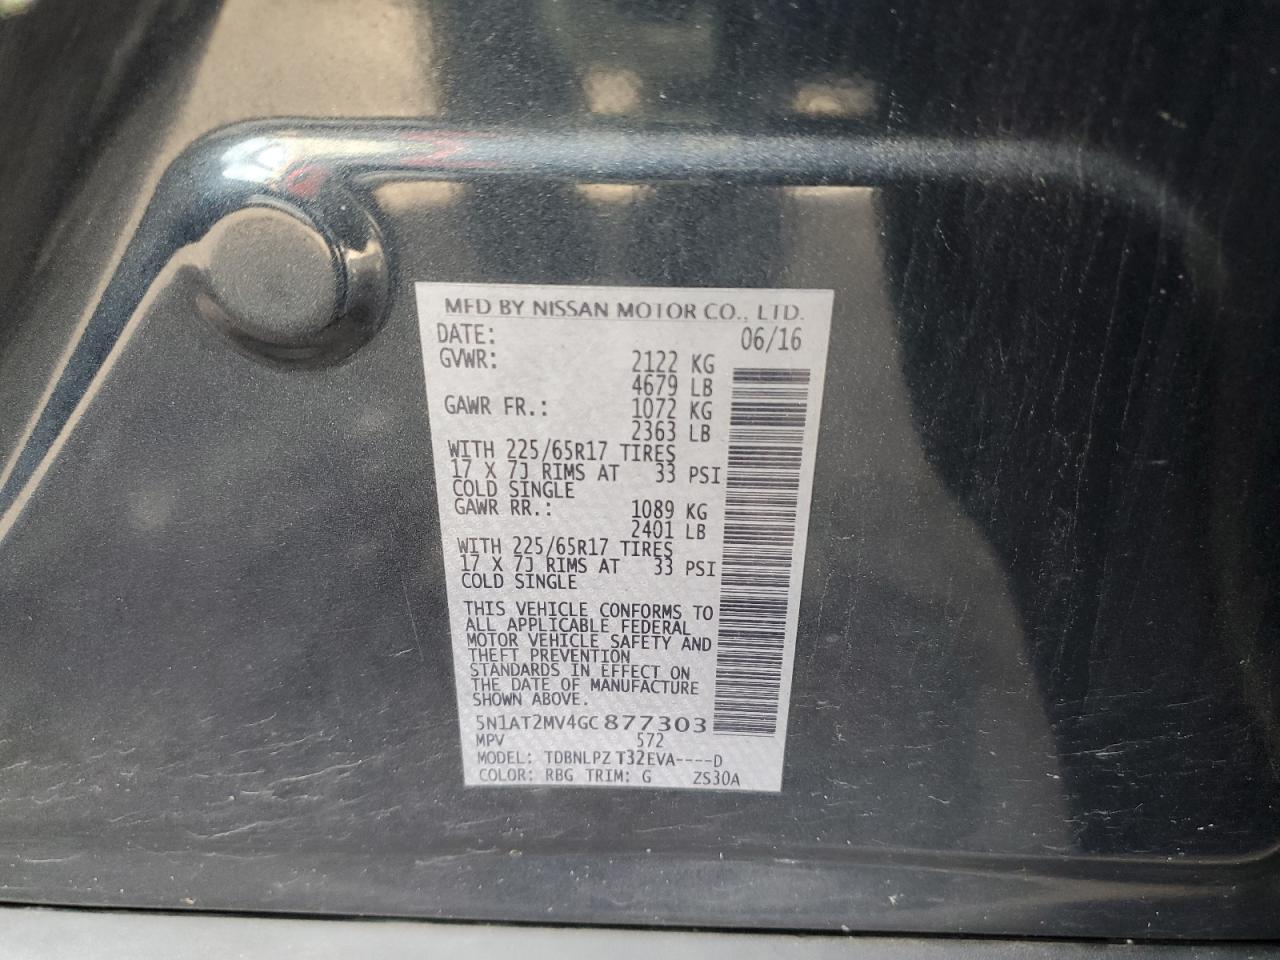 MFD BY NISSAN MOTOR CO., LTD.
DATE: 06/16
GVWR: 2122 KG
4679 LB
GAWR FR.: 1072 KG
2363 LB
WITH 225/65R17 TIRES
17 X 7J RIMS AT 33 PSI
COLD SINGLE
GAWR RR.: 1089 KG
2401 LB
WITH 225/65R17 TIRES
17 X 7J RIMS AT 33 PSI
COLD SINGLE
THIS VEHICLE CONFORMS TO
ALL APPLICABLE FEDERAL
MOTOR VEHICLE SAFETY AND
THEFT PREVENTION
STANDARDS IN EFFECT ON
THE DATE OF MANUFACTURE
SHOWN ABOVE.
5N1AT2MV4GC877303
MPV 572
MODEL: TDBNLPZ T32EVA----D
COLOR: RBG TRIM: G ZS30A